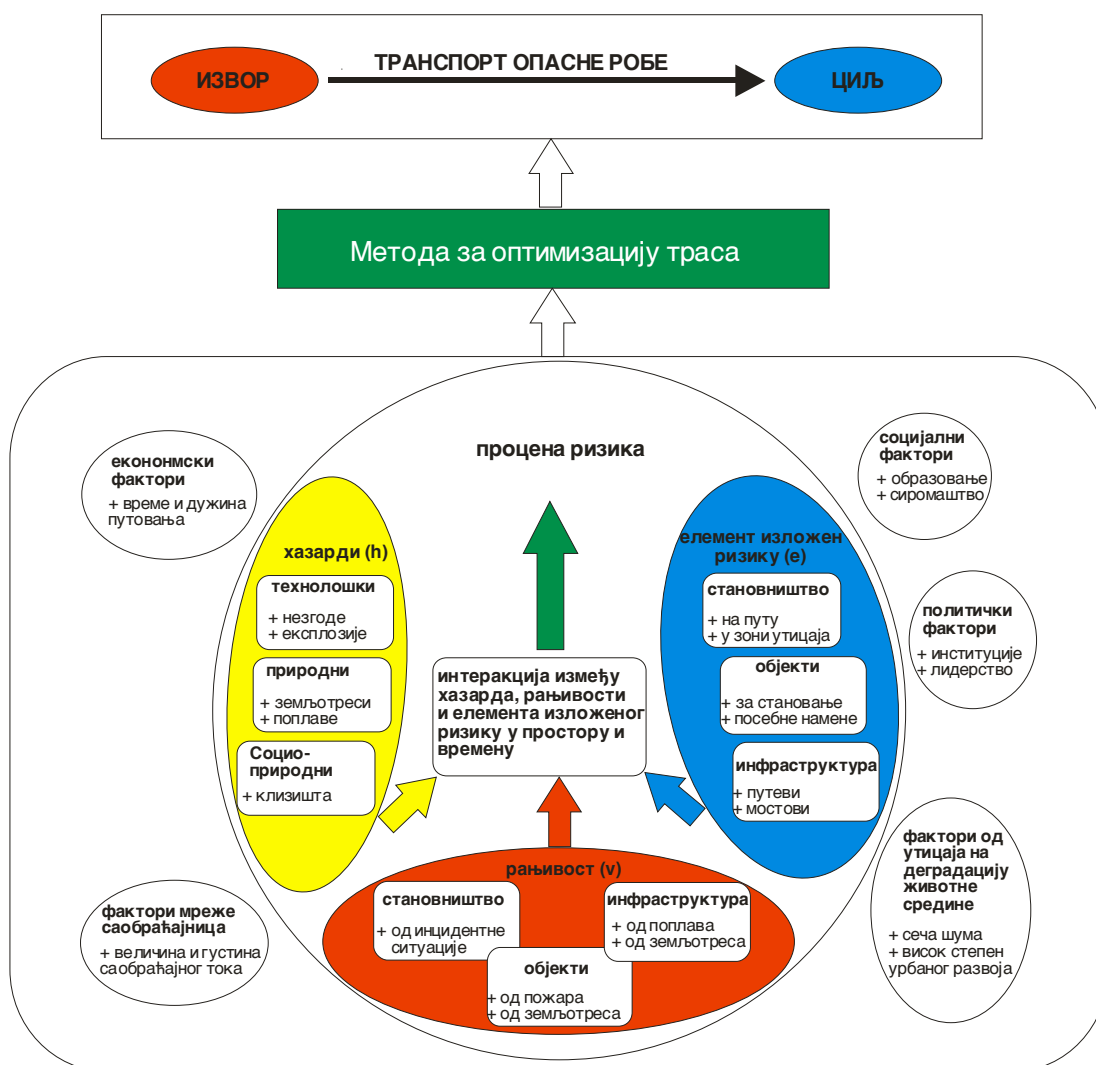 ТРАНСПОРТ ОПАСНЕ РОБЕ
ИЗВОР
ЦИЉ
Метода за оптимизацију траса
процена ризика
економнски
фактори
+ време и дужина
путовања
социјални
фактори
+ образовање
+ сиромаштво
хазарди (h)
технолошки
+ незгоде
+ експлозије
природни
+ земљотреси
+ поплаве
Социо-
природни
+ клизишта
елемент изложен
ризику (е)
становништво
+ на путу
+ у зони утицаја
објекти
+ за становање
+ посебне намене
инфраструктура
+ путеви
+ мостови
политички
фактори
+ институције
+ лидерство
интеракција између
хазарда, рањивости
и елемента изложеног
ризику у простору и
времену
рањивост (v)
становништво
+ од инцидентне
ситуације
инфраструктура
+ од поплава
+ од земљотреса
објекти
+ од пожара
+ од земљотреса
фактори мреже
саобраћајница
+ величина и густина
саобраћајног тока
фактори од
утицаја на
деградацију
животне
средине
+ сеча шума
+ висок степен
урбаног развоја